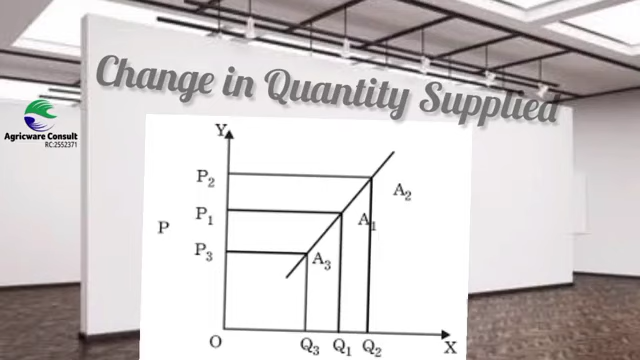 Change in Quantity Supplied
Agricware Consult
RC:2552371
Y
P₂
A₂
P₁
A₁
P
P₃
A₃
O
Q₃ Q₁ Q₂
X